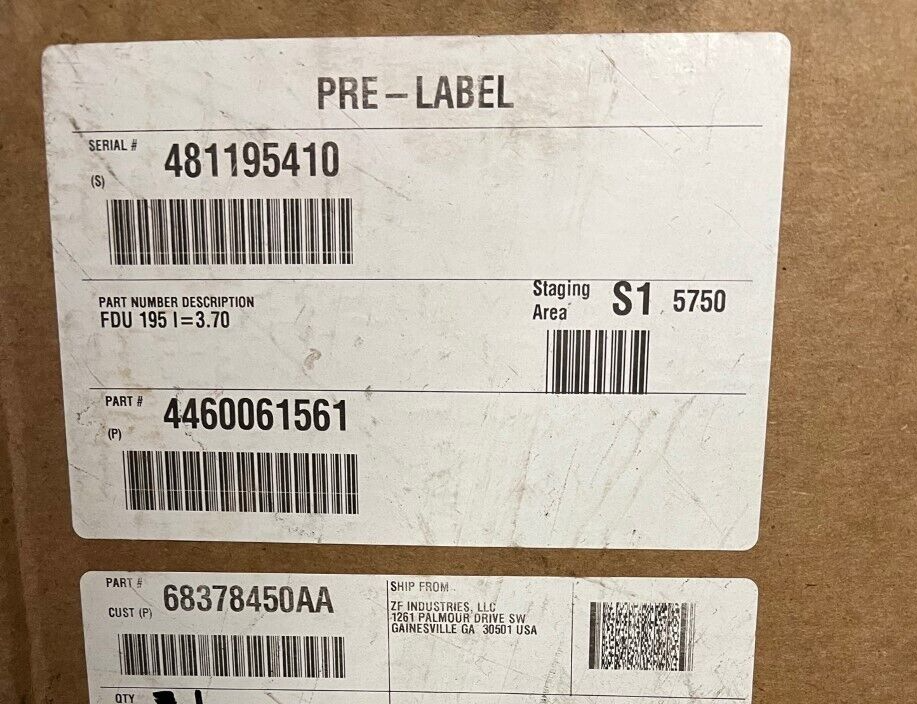 PRE-LABEL
SERIAL # 481195410
(S)
PART NUMBER DESCRIPTION
FDU 195 I=3.70
Staging Area S1 5750
PART # 4460061561
(P)
PART # 68378450AA
CUST (P)
SHIP FROM
ZF INDUSTRIES, LLC
1261 PALMOUR DRIVE SW
GAINESVILLE GA 30501 USA
QTY